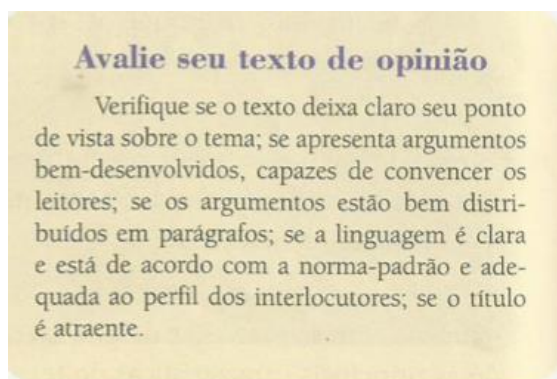 Avalie seu texto de opinião
Verifique se o texto deixa claro seu ponto
de vista sobre o tema; se apresenta argumentos
bem-desenvolvidos, capazes de convencer os
leitores; se os argumentos estão bem distri-
buídos em parágrafos; se a linguagem é clara
e está de acordo com a norma-padrão e ade-
quada ao perfil dos interlocutores; se o título
é atraente.